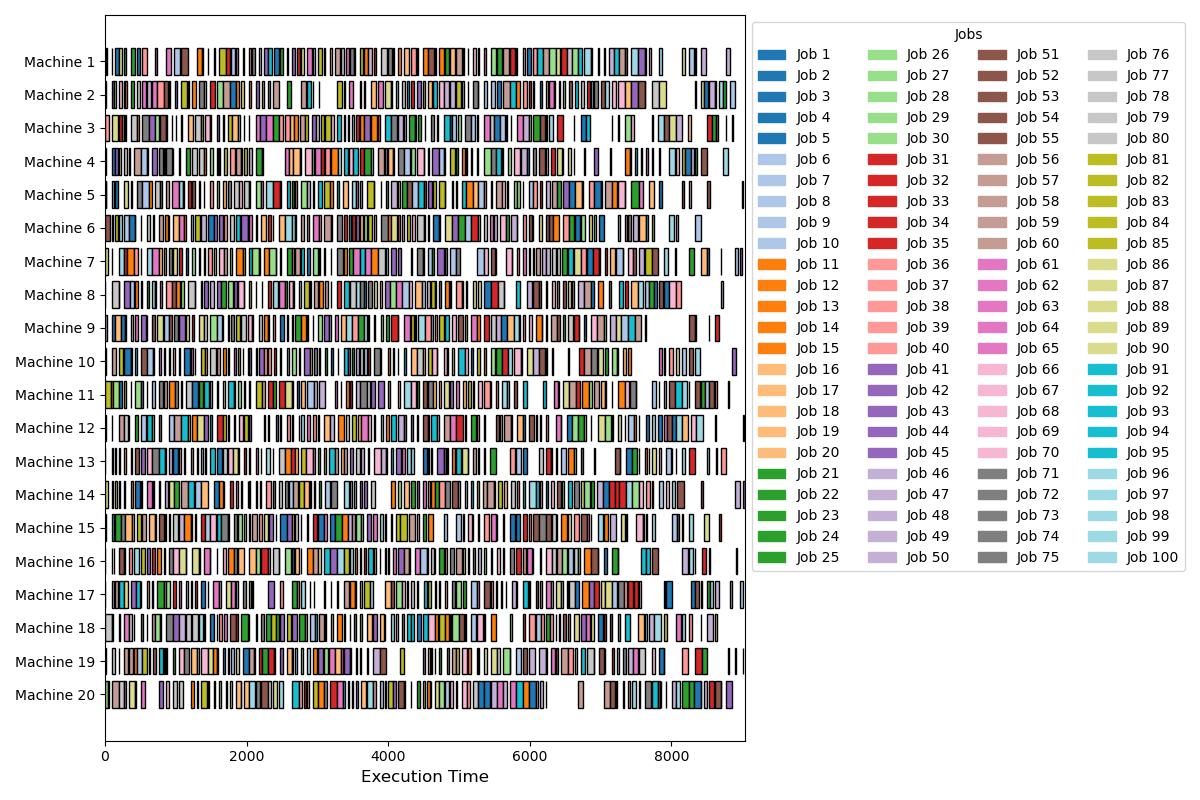 Machine 1
Machine 2
Machine 3
Machine 4
Machine 5
Machine 6
Machine 7
Machine 8
Machine 9
Machine 10
Machine 11
Machine 12
Machine 13
Machine 14
Machine 15
Machine 16
Machine 17
Machine 18
Machine 19
Machine 20
0 2000 4000 6000 8000
Execution Time
Jobs
Job 1 Job 26 Job 51 Job 76
Job 2 Job 27 Job 52 Job 77
Job 3 Job 28 Job 53 Job 78
Job 4 Job 29 Job 54 Job 79
Job 5 Job 30 Job 55 Job 80
Job 6 Job 31 Job 56 Job 81
Job 7 Job 32 Job 57 Job 82
Job 8 Job 33 Job 58 Job 83
Job 9 Job 34 Job 59 Job 84
Job 10 Job 35 Job 60 Job 85
Job 11 Job 36 Job 61 Job 86
Job 12 Job 37 Job 62 Job 87
Job 13 Job 38 Job 63 Job 88
Job 14 Job 39 Job 64 Job 89
Job 15 Job 40 Job 65 Job 90
Job 16 Job 41 Job 66 Job 91
Job 17 Job 42 Job 67 Job 92
Job 18 Job 43 Job 68 Job 93
Job 19 Job 44 Job 69 Job 94
Job 20 Job 45 Job 70 Job 95
Job 21 Job 46 Job 71 Job 96
Job 22 Job 47 Job 72 Job 97
Job 23 Job 48 Job 73 Job 98
Job 24 Job 49 Job 74 Job 99
Job 25 Job 50 Job 75 Job 100